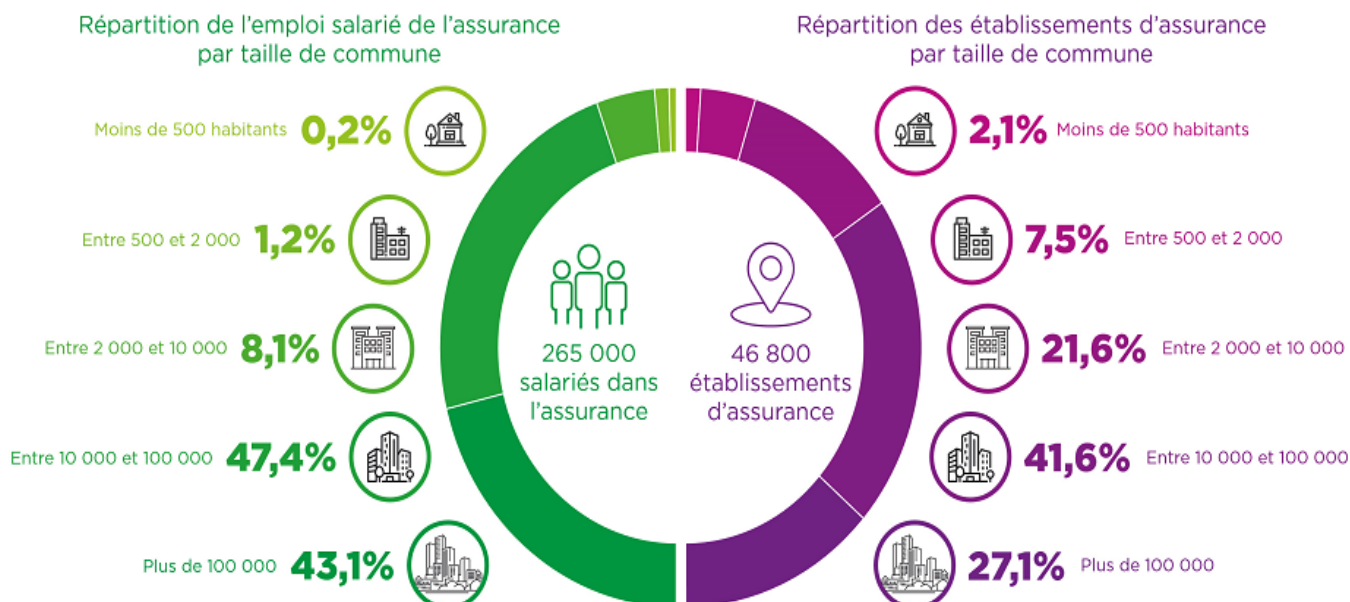 Répartition de l'emploi salarié de l'assurance
par taille de commune
Moins de 500 habitants 0,2%
Entre 500 et 2 000 1,2%
Entre 2 000 et 10 000 8,1%
Entre 10 000 et 100 000 47,4%
Plus de 100 000 43,1%
265 000
salariés dans
l'assurance
Répartition des établissements d'assurance
par taille de commune
46 800
établissements
d'assurance
2,1% Moins de 500 habitants
7,5% Entre 500 et 2 000
21,6% Entre 2 000 et 10 000
41,6% Entre 10 000 et 100 000
27,1% Plus de 100 000